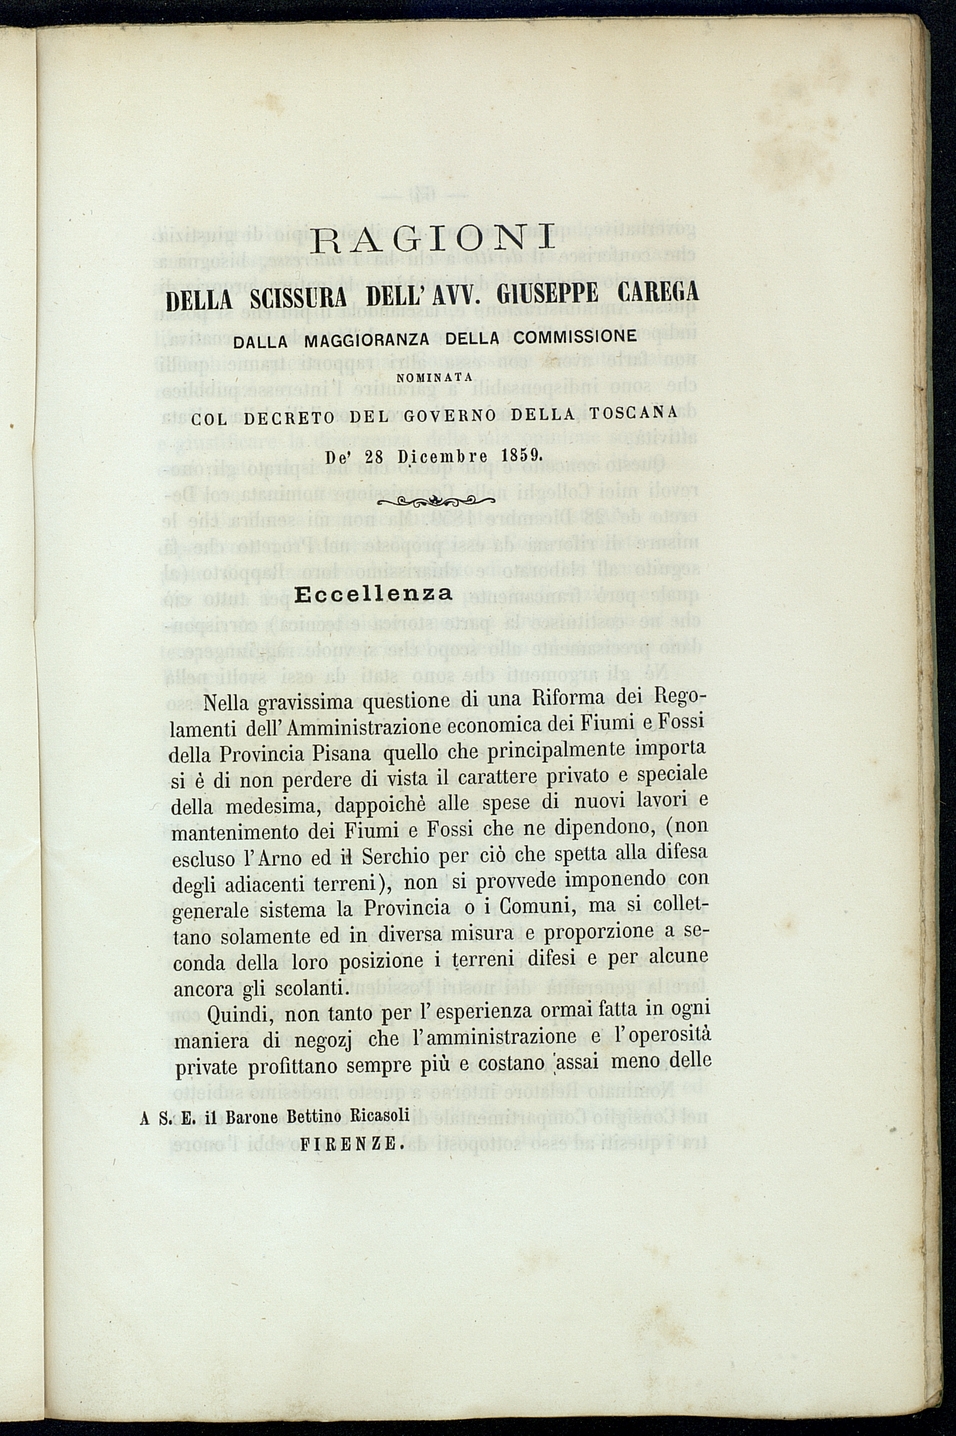 RAGIONI
DELLA SCISSURA DELL' AVV. GIUSEPPE CAREGA
DALLA MAGGIORANZA DELLA COMMISSIONE
NOMINATA
COL DECRETO DEL GOVERNO DELLA TOSCANA
De' 28 Dicembre 1859.
Eccellenza
Nella gravissima questione di una Riforma dei Rego-
lamenti dell' Amministrazione economica dei Fiumi e Fossi
della Provincia Pisana quello che principalmente importa
si è di non perdere di vista il carattere privato e speciale
della medesima, dappoichè alle spese di nuovi lavori e
mantenimento dei Fiumi e Fossi che ne dipendono, (non
escluso l'Arno ed il Serchio per ciò che spetta alla difesa
degli adiacenti terreni), non si provvede imponendo con
generale sistema la Provincia o i Comuni, ma si collet-
tano solamente ed in diversa misura e proporzione a se-
conda della loro posizione i terreni difesi e per alcune
ancora gli scolanti.
Quindi, non tanto per l' esperienza ormai fatta in ogni
maniera di negozj che l'amministrazione e l'operosità
private profittano sempre più e costano assai meno delle
A S. E. il Barone Bettino Ricasoli
FIRENZE.